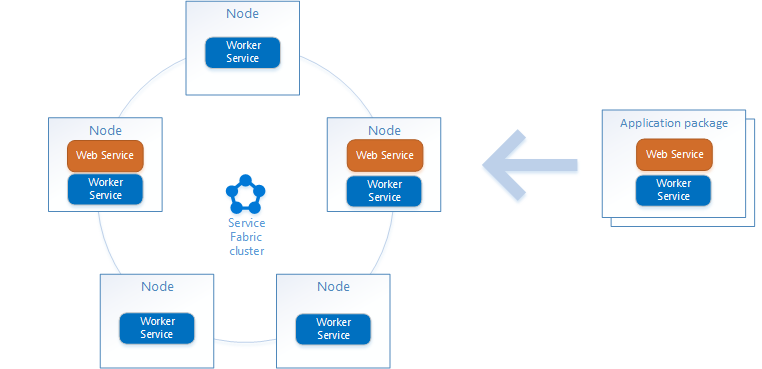 Node
Worker
Service
Node
Web Service
Worker
Service
Node
Web Service
Worker
Service
Application package
Web Service
Worker
Service
Service
Fabric
cluster
Node
Worker
Service
Node
Worker
Service